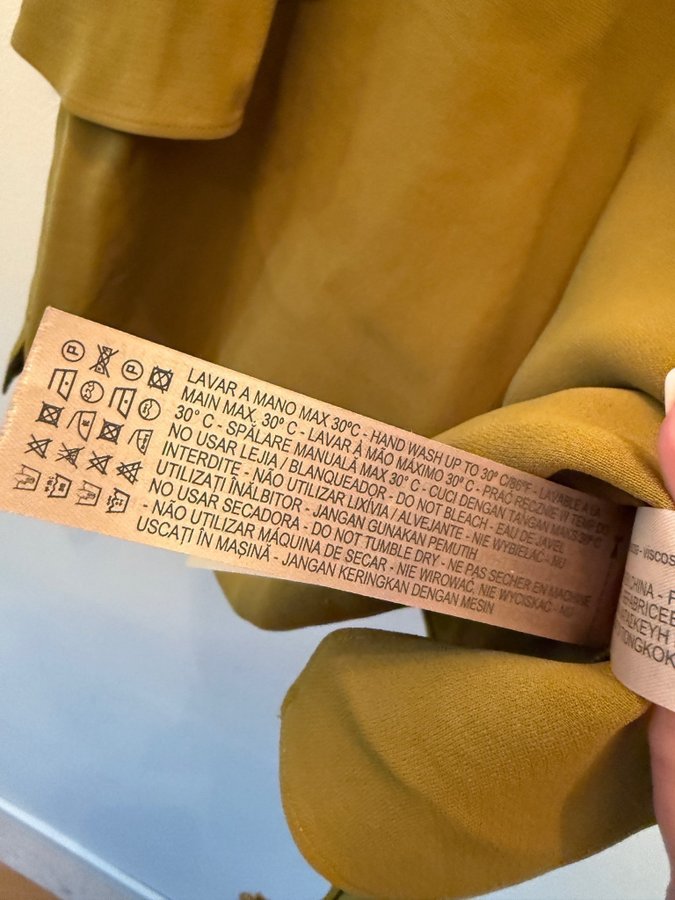 LAVAR A MANO MAX 30ºC - HAND WASH UP TO 30º C/86ºF - LAVABLE A LA
MAIN MAX. 30º C - LAVAR À MÃO MÁXIMO 30º C - PRAĆ RĘCZNIE W TEMP DO
30º C - SPĂLARE MANUALĂ MAX 30º C - CUCI DENGAN TANGAN MAKS 30º C
NO USAR LEJIA / BLANQUEADOR - DO NOT BLEACH - EAU DE JAVEL
INTERDITE - NÃO UTILIZAR LIXÍVIA / ALVEJANTE - NIE WYBIELAĆ - NU
UTILIZAȚI ÎNĂLBITOR - JANGAN GUNAKAN PEMUTIH
NO USAR SECADORA - DO NOT TUMBLE DRY - NE PAS SECHER EN MACHINE
- NÃO UTILIZAR MÁQUINA DE SECAR - NIE WIROWAĆ, NIE WYCISKAĆ - NU
USCAȚI ÎN MAȘINĂ - JANGAN KERINGKAN DENGAN MESIN
- VISCOS
CHINA -
TONGKOK